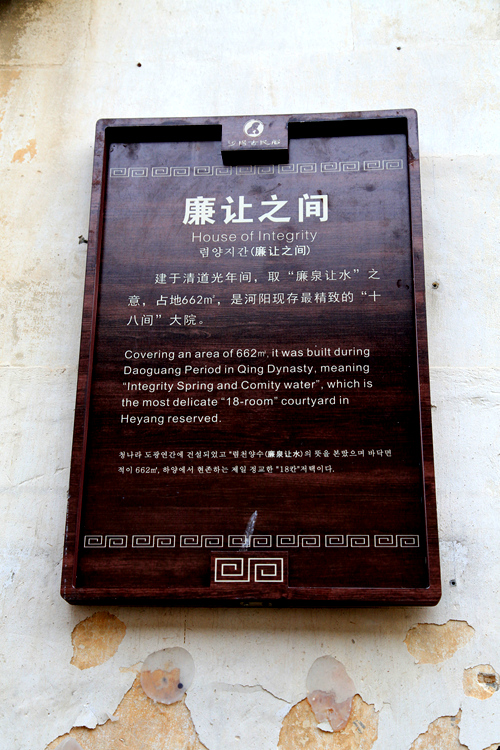 河阳古民居
廉让之间
House of Integrity
렴양지간(廉让之间)
建于清道光年间，取“廉泉让水”之
意，占地662㎡，是河阳现存最精致的“十
八间”大院。
Covering an area of 662㎡, it was built during
Daoguang Period in Qing Dynasty, meaning
“Integrity Spring and Comity water”, which is
the most delicate “18-room” courtyard in
Heyang reserved.
청나라 도광연간에 건설되었고 "렴천양수(廉泉让水)의 뜻을 본받으며 바닥면
적이 662㎡, 하양에서 현존하는 제일 정교한 "18칸"저택이다.